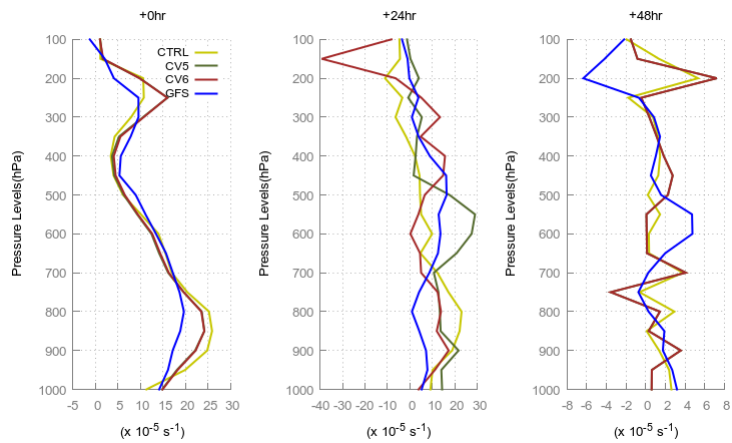 +0hr
+24hr
+48hr
100
200
300
400
500
600
700
800
900
1000
Pressure Levels(hPa)
CTRL
CV5
CV6
GFS
-5 0 5 10 15 20 25 30
(x 10-5 s-1)
100
200
300
400
500
600
700
800
900
1000
Pressure Levels(hPa)
-40 -30 -20 -10 0 10 20 30
(x 10-5 s-1)
100
200
300
400
500
600
700
800
900
1000
Pressure Levels(hPa)
-8 -6 -4 -2 0 2 4 6 8
(x 10-5 s-1)